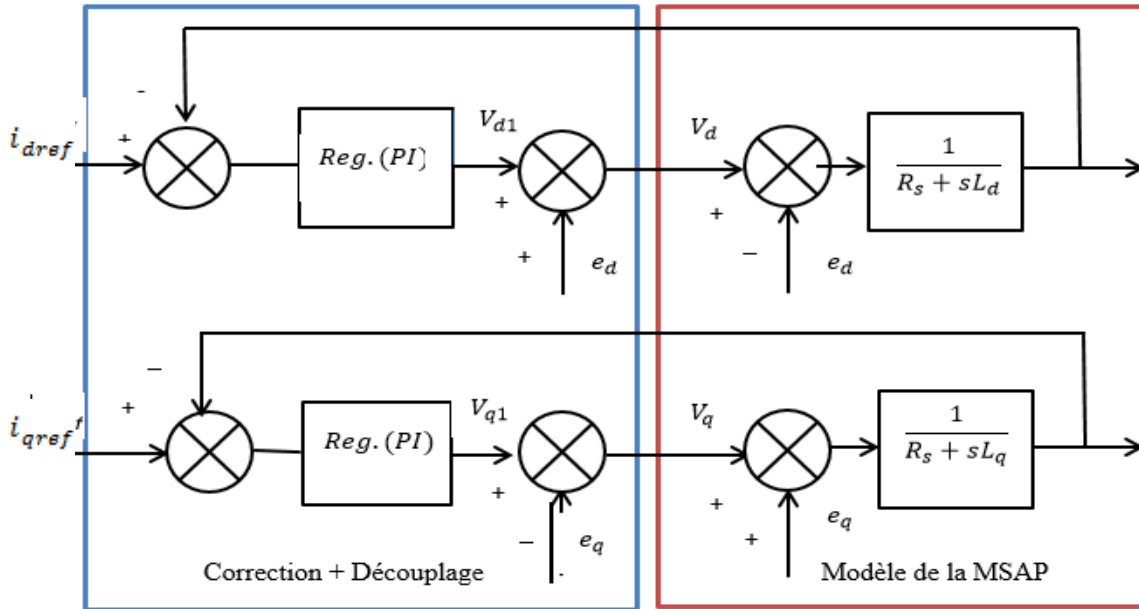 -
i_dref
+
Reg.(PI)
V_d1
+
+
e_d
V_d
+
−
e_d
1
R_s + sL_d
−
i_qref'
+
Reg.(PI)
V_q1
+
−
e_q
V_q
+
+
e_q
1
R_s + sL_q
Correction + Découplage
Modèle de la MSAP